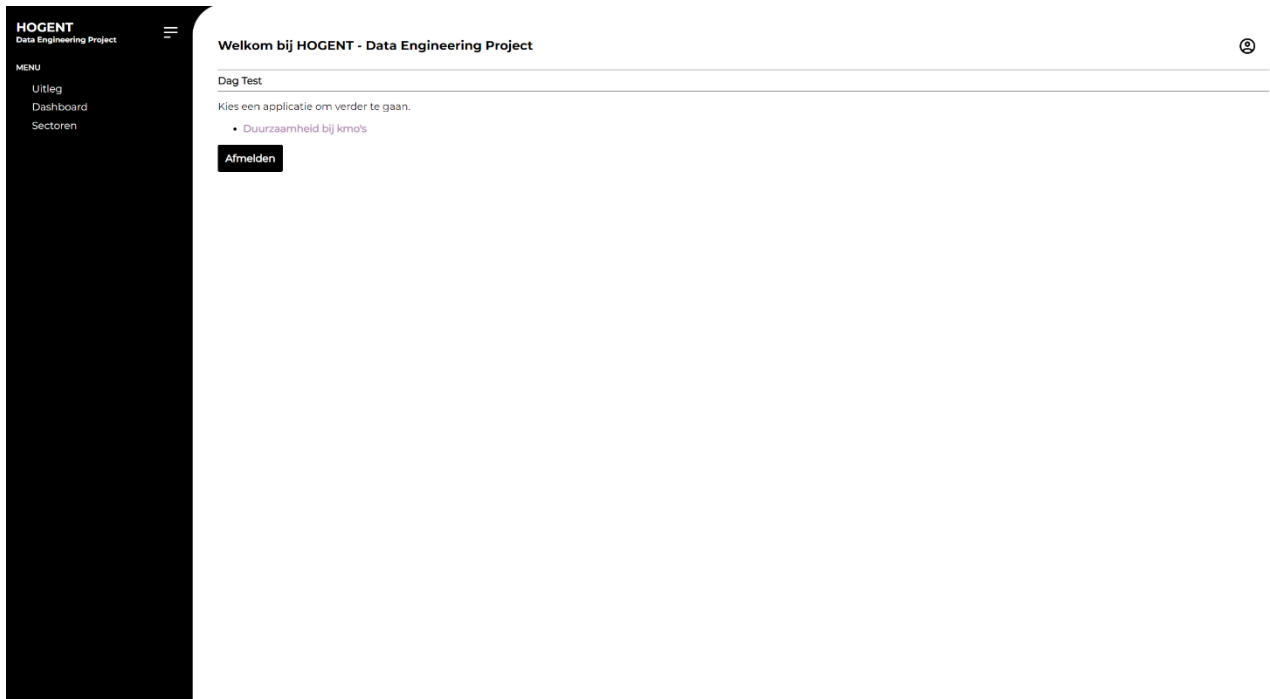 HOGENT
Data Engineering Project
MENU
Uitleg
Dashboard
Sectoren
Welkom bij HOGENT - Data Engineering Project
Dag Test
Kies een applicatie om verder te gaan.
• Duurzaamheid bij kmo's
Afmelden